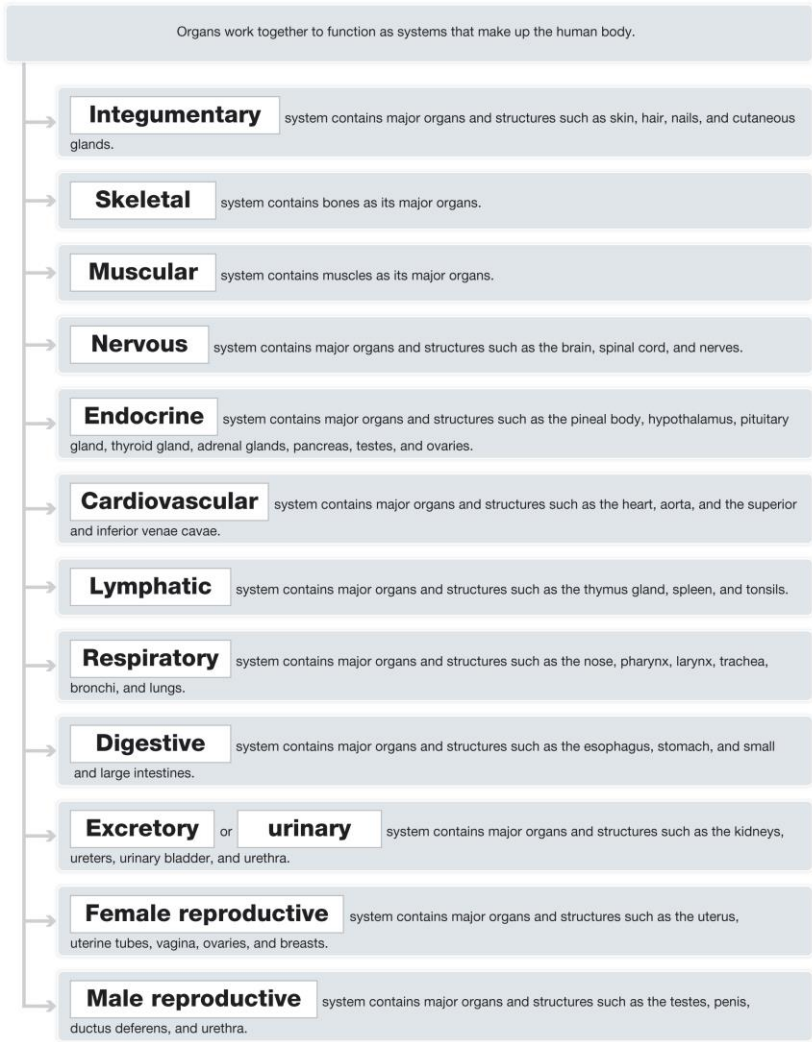 Organs work together to function as systems that make up the human body.
Integumentary system contains major organs and structures such as skin, hair, nails, and cutaneous
glands.
Skeletal system contains bones as its major organs.
Muscular system contains muscles as its major organs.
Nervous system contains major organs and structures such as the brain, spinal cord, and nerves.
Endocrine system contains major organs and structures such as the pineal body, hypothalamus, pituitary
gland, thyroid gland, adrenal glands, pancreas, testes, and ovaries.
Cardiovascular system contains major organs and structures such as the heart, aorta, and the superior
and inferior venae cavae.
Lymphatic system contains major organs and structures such as the thymus gland, spleen, and tonsils.
Respiratory system contains major organs and structures such as the nose, pharynx, larynx, trachea,
bronchi, and lungs.
Digestive system contains major organs and structures such as the esophagus, stomach, and small
and large intestines.
Excretory or urinary system contains major organs and structures such as the kidneys,
ureters, urinary bladder, and urethra.
Female reproductive system contains major organs and structures such as the uterus,
uterine tubes, vagina, ovaries, and breasts.
Male reproductive system contains major organs and structures such as the testes, penis,
ductus deferens, and urethra.